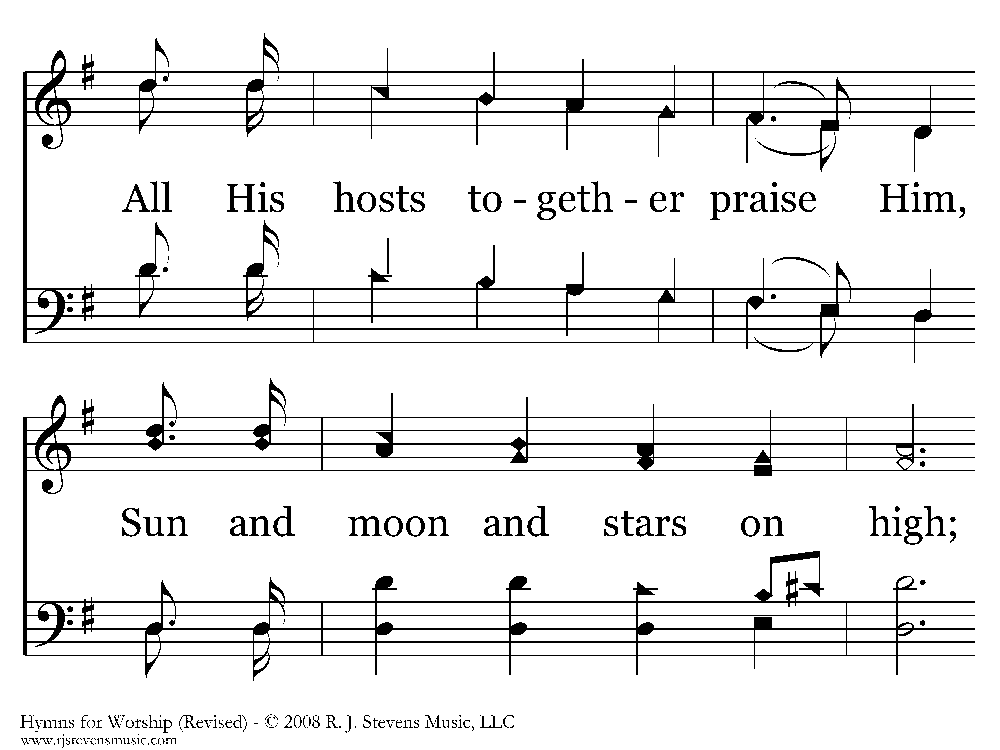 All His hosts to - geth - er praise Him,
Sun and moon and stars on high;
Hymns for Worship (Revised) - © 2008 R. J. Stevens Music, LLC
www.rjstevensmusic.com